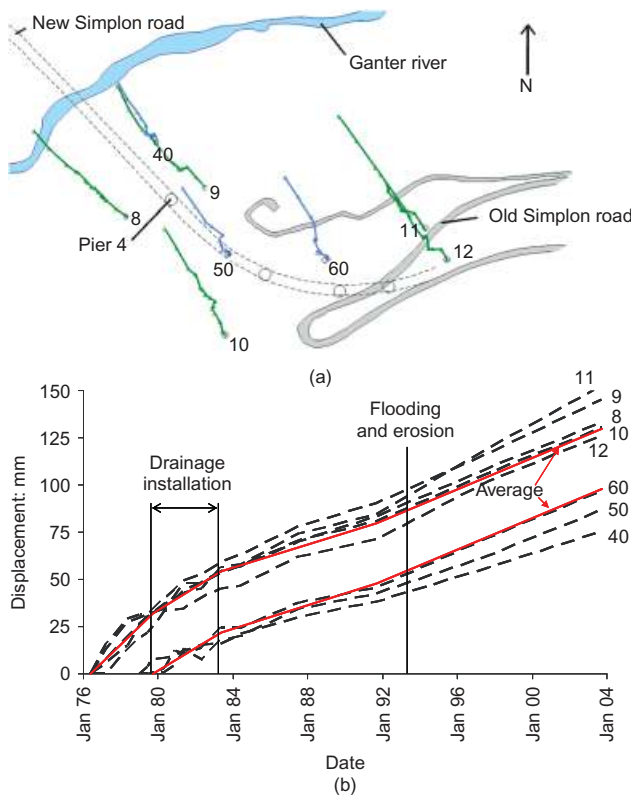 New Simplon road
Ganter river
N
40
9
8
Pier 4
50
60
11
12
Old Simplon road
10
(a)
150
125
100
75
50
25
0
Displacement: mm
Drainage
installation
Flooding
and erosion
Average
11
9
8
10
12
60
50
40
Jan 76
Jan 80
Jan 84
Jan 88
Jan 92
Jan 96
Jan 00
Jan 04
Date
(b)